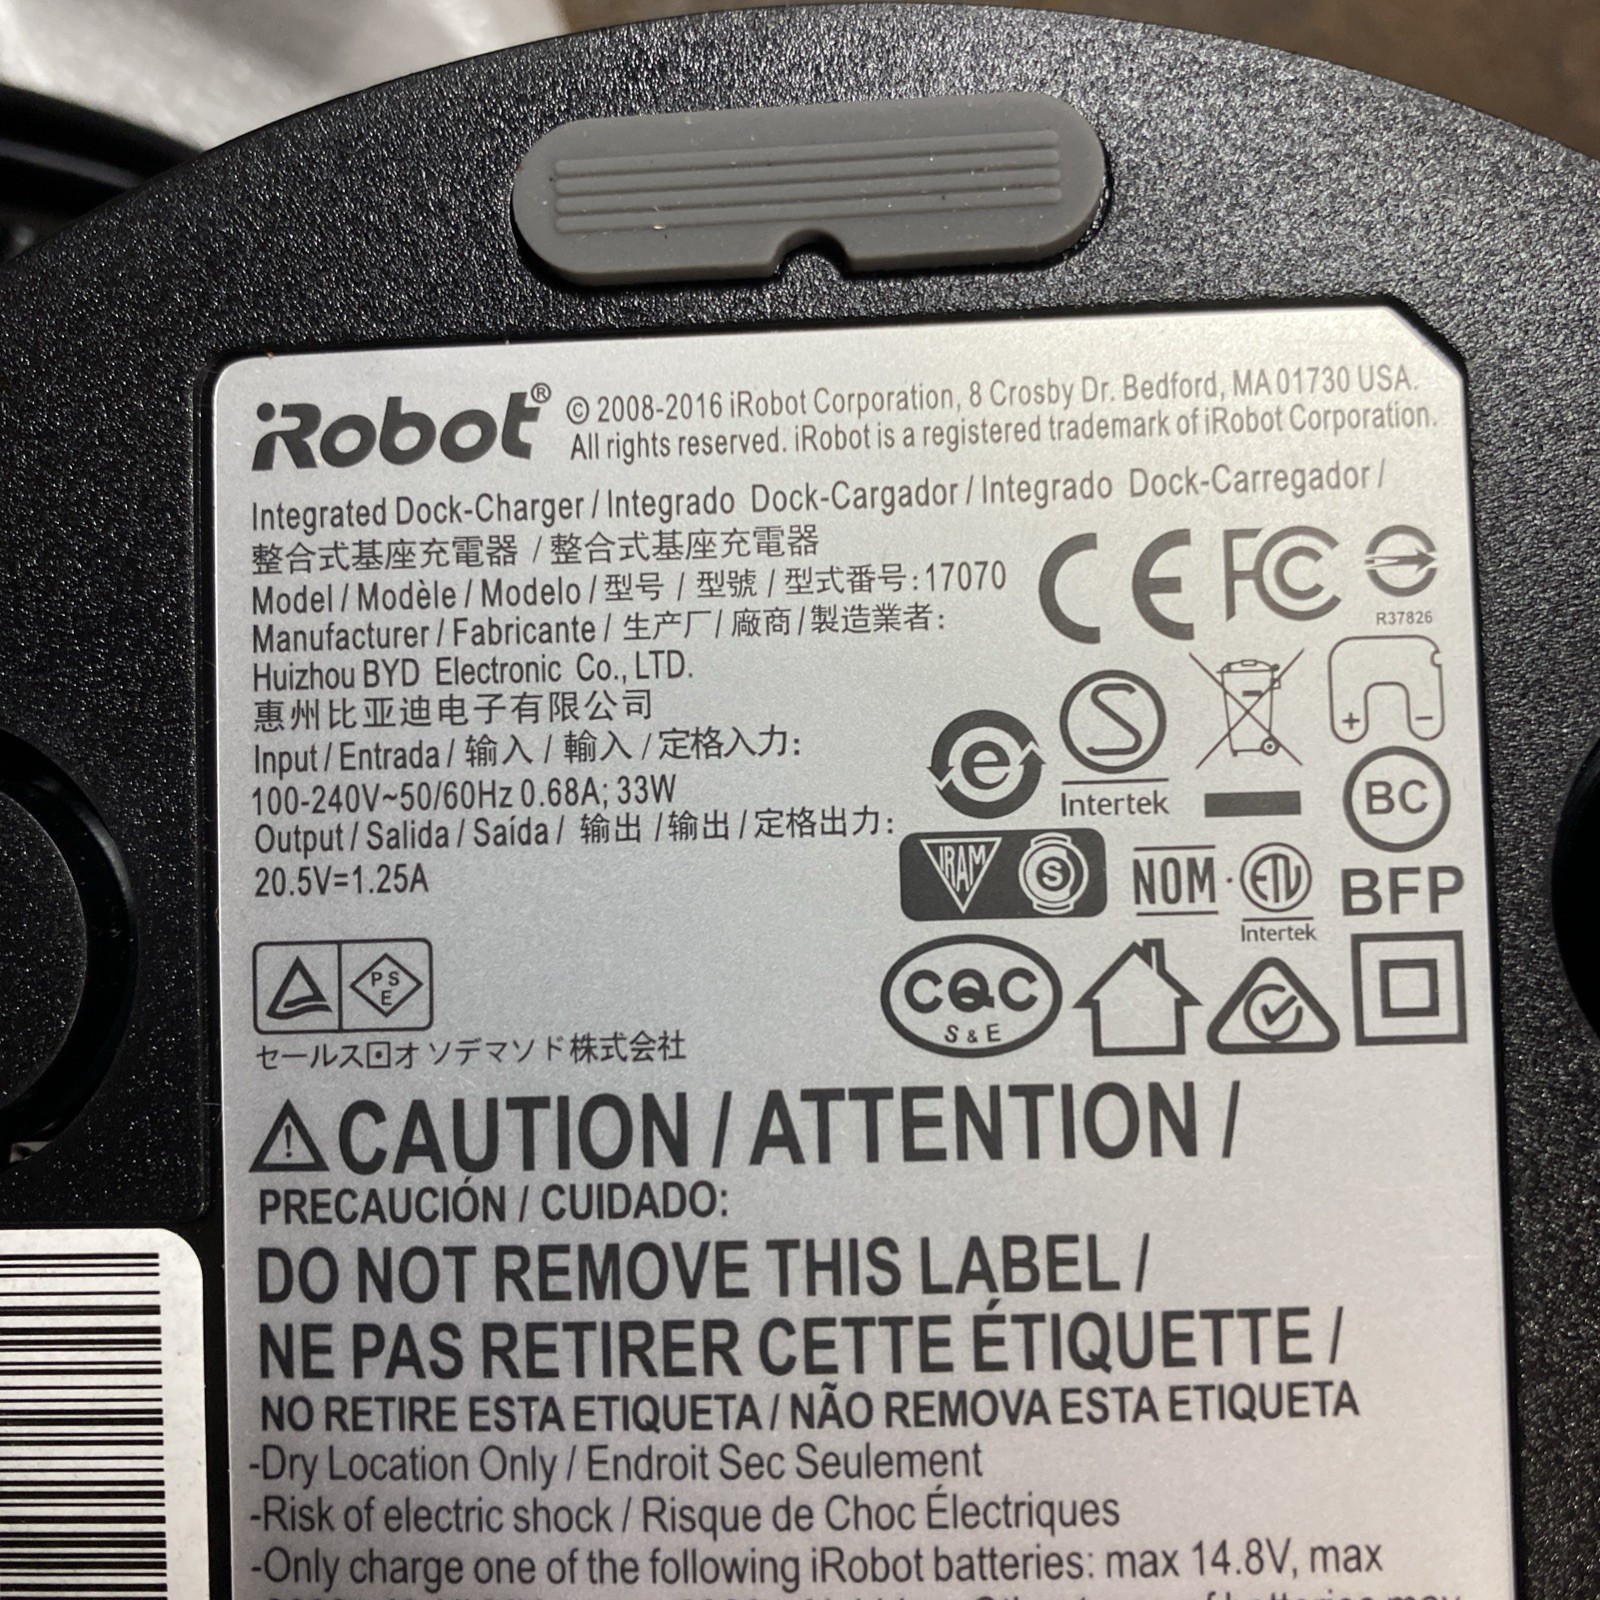 iRobot®
© 2008-2016 iRobot Corporation, 8 Crosby Dr. Bedford, MA 01730 USA.
All rights reserved. iRobot is a registered trademark of iRobot Corporation.
Integrated Dock-Charger / Integrado Dock-Cargador / Integrado Dock-Carregador /
整合式基座充電器 / 整合式基座充電器
Model / Modèle / Modelo / 型号 / 型號 / 型式番号: 17070
Manufacturer / Fabricante / 生产厂 / 廠商 / 製造業者:
Huizhou BYD Electronic Co., LTD.
惠州比亚迪电子有限公司
Input / Entrada / 输入 / 輸入 / 定格入力:
100-240V~50/60Hz 0.68A; 33W
Output / Salida / Saída / 输出 / 输出 / 定格出力:
20.5V=1.25A
CE FC
R37826
e
S
Intertek
+ -
BC
IRAM S
NOM
ETL
Intertek
BFP
CQC
S & E
PS
E
セールス⊡オンデマンド株式会社
CAUTION / ATTENTION /
PRECAUCIÓN / CUIDADO:
DO NOT REMOVE THIS LABEL /
NE PAS RETIRER CETTE ÉTIQUETTE /
NO RETIRE ESTA ETIQUETA / NÃO REMOVA ESTA ETIQUETA
-Dry Location Only / Endroit Sec Seulement
-Risk of electric shock / Risque de Choc Électriques
-Only charge one of the following iRobot batteries: max 14.8V, max